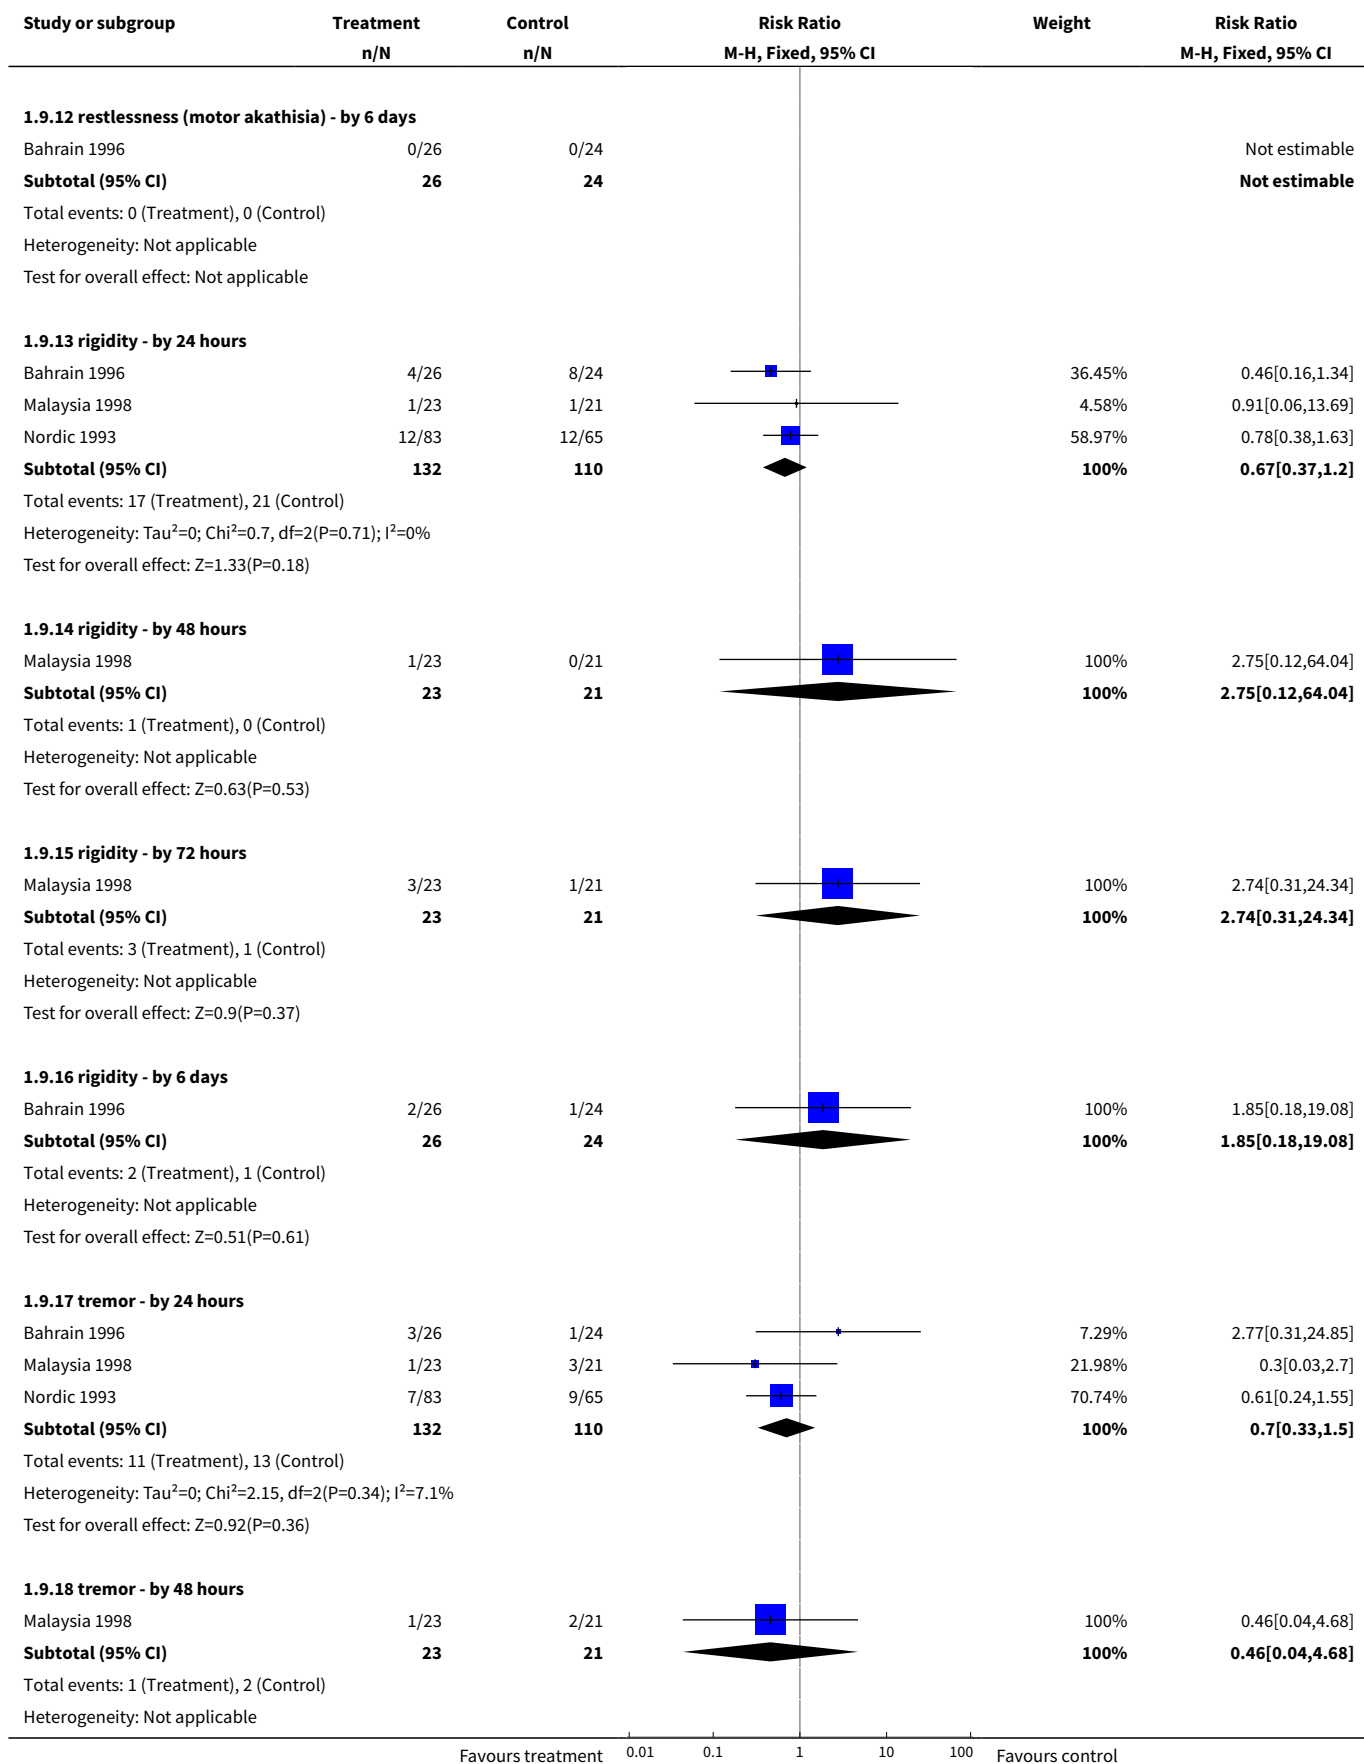 Study or subgroup Treatment Control Risk Ratio Weight Risk Ratio
n/N n/N M-H, Fixed, 95% CI M-H, Fixed, 95% CI
1.9.12 restlessness (motor akathisia) - by 6 days
Bahrain 1996 0/26 0/24 Not estimable
Subtotal (95% CI) 26 24 Not estimable
Total events: 0 (Treatment), 0 (Control)
Heterogeneity: Not applicable
Test for overall effect: Not applicable
1.9.13 rigidity - by 24 hours
Bahrain 1996 4/26 8/24 36.45% 0.46[0.16,1.34]
Malaysia 1998 1/23 1/21 4.58% 0.91[0.06,13.69]
Nordic 1993 12/83 12/65 58.97% 0.78[0.38,1.63]
Subtotal (95% CI) 132 110 100% 0.67[0.37,1.2]
Total events: 17 (Treatment), 21 (Control)
Heterogeneity: Tau²=0; Chi²=0.7, df=2(P=0.71); I²=0%
Test for overall effect: Z=1.33(P=0.18)
1.9.14 rigidity - by 48 hours
Malaysia 1998 1/23 0/21 100% 2.75[0.12,64.04]
Subtotal (95% CI) 23 21 100% 2.75[0.12,64.04]
Total events: 1 (Treatment), 0 (Control)
Heterogeneity: Not applicable
Test for overall effect: Z=0.63(P=0.53)
1.9.15 rigidity - by 72 hours
Malaysia 1998 3/23 1/21 100% 2.74[0.31,24.34]
Subtotal (95% CI) 23 21 100% 2.74[0.31,24.34]
Total events: 3 (Treatment), 1 (Control)
Heterogeneity: Not applicable
Test for overall effect: Z=0.9(P=0.37)
1.9.16 rigidity - by 6 days
Bahrain 1996 2/26 1/24 100% 1.85[0.18,19.08]
Subtotal (95% CI) 26 24 100% 1.85[0.18,19.08]
Total events: 2 (Treatment), 1 (Control)
Heterogeneity: Not applicable
Test for overall effect: Z=0.51(P=0.61)
1.9.17 tremor - by 24 hours
Bahrain 1996 3/26 1/24 7.29% 2.77[0.31,24.85]
Malaysia 1998 1/23 3/21 21.98% 0.3[0.03,2.7]
Nordic 1993 7/83 9/65 70.74% 0.61[0.24,1.55]
Subtotal (95% CI) 132 110 100% 0.7[0.33,1.5]
Total events: 11 (Treatment), 13 (Control)
Heterogeneity: Tau²=0; Chi²=2.15, df=2(P=0.34); I²=7.1%
Test for overall effect: Z=0.92(P=0.36)
1.9.18 tremor - by 48 hours
Malaysia 1998 1/23 2/21 100% 0.46[0.04,4.68]
Subtotal (95% CI) 23 21 100% 0.46[0.04,4.68]
Total events: 1 (Treatment), 2 (Control)
Heterogeneity: Not applicable
Favours treatment 0.01 0.1 1 10 100 Favours control